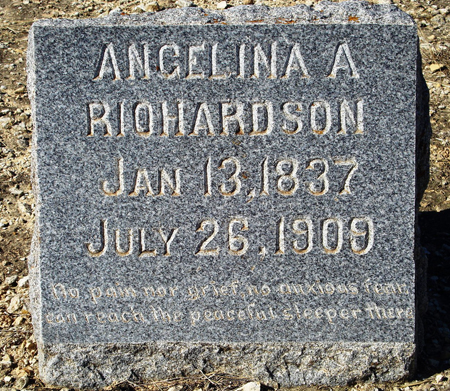 ANGELINA A
RICHARDSON
JAN 13, 1837
JULY 26, 1909
No pain nor grief, no anxious fear
can reach the peaceful sleeper there